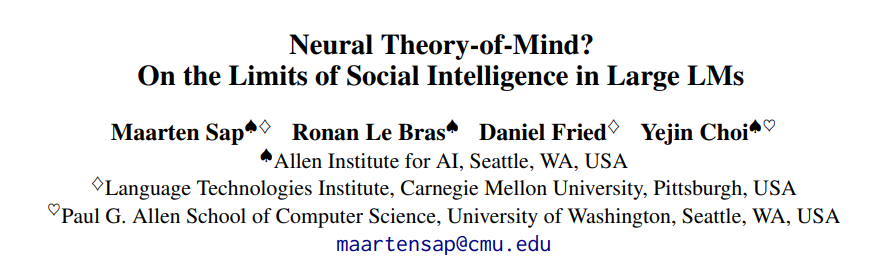 Neural Theory-of-Mind?
On the Limits of Social Intelligence in Large LMs
Maarten Sap♠♢ Ronan Le Bras♠ Daniel Fried♢ Yejin Choi♠♡
♠Allen Institute for AI, Seattle, WA, USA
♢Language Technologies Institute, Carnegie Mellon University, Pittsburgh, USA
♡Paul G. Allen School of Computer Science, University of Washington, Seattle, WA, USA
maartensap@cmu.edu